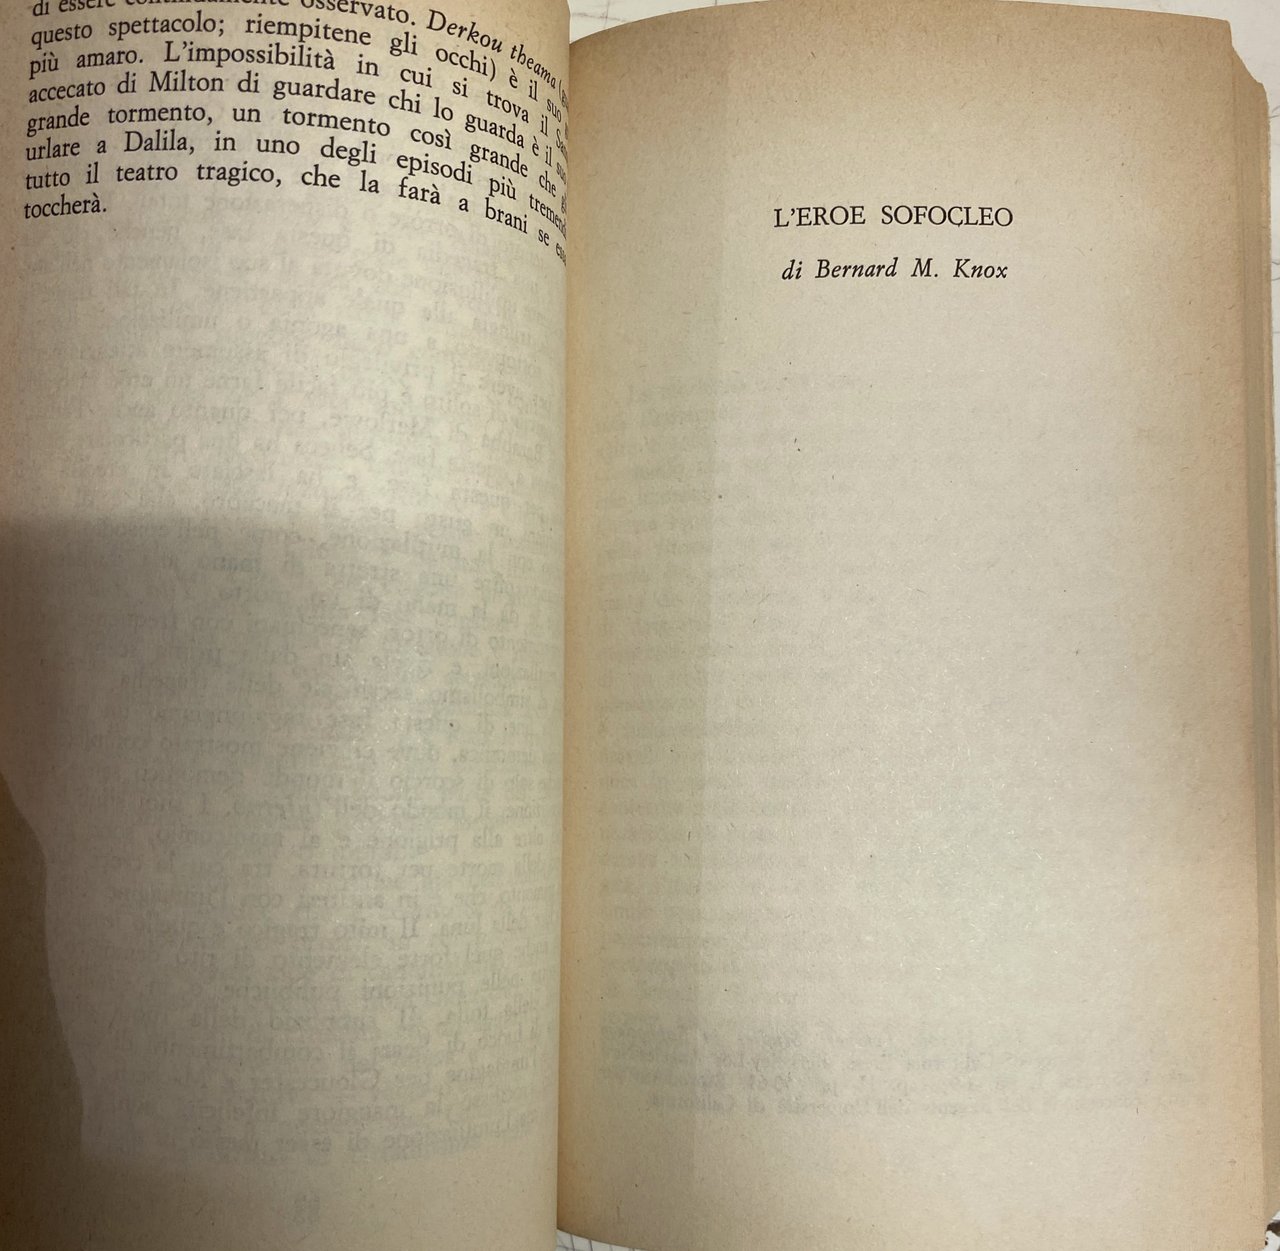 di essere continuamente osservato. Derkou theama
questo spettacolo; riempitene gli occhi) è il suo
più amaro. L'impossibilità in cui si trova il
accecato di Milton di guardare chi lo guarda è il suo
grande tormento, un tormento così grande che
urlare a Dalila, in uno degli episodi più
tutto il teatro tragico, che la farà a brani se
toccherà.
L'EROE SOFOCLEO
di Bernard M. Knox